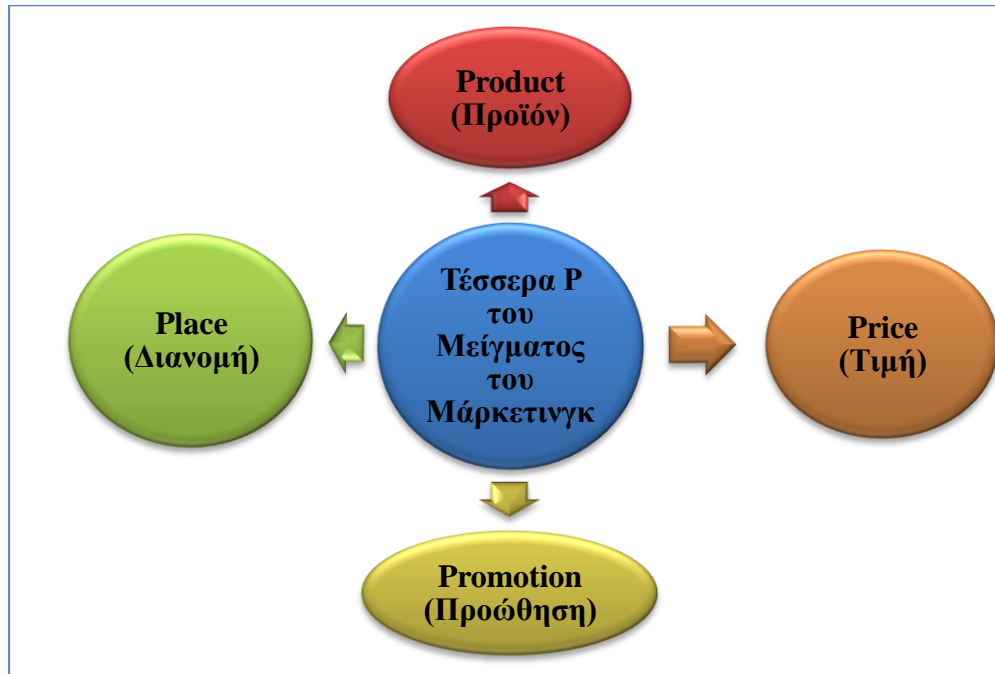 Product
(Προϊόν)
Τέσσερα P
του
Μείγματος
του
Μάρκετινγκ
Place
(Διανομή)
Price
(Τιμή)
Promotion
(Προώθηση)